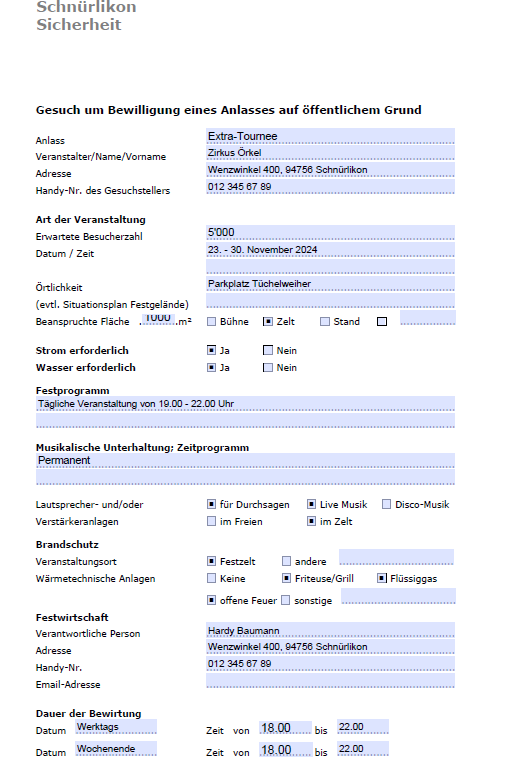 Schnürlikon
Sicherheit
Gesuch um Bewilligung eines Anlasses auf öffentlichem Grund
Anlass Extra-Tournee
Veranstalter/Name/Vorname Zirkus Örkel
Adresse Wenzwinkel 400, 94756 Schnürlikon
Handy-Nr. des Gesuchstellers 012 345 67 89
Art der Veranstaltung
Erwartete Besucherzahl 5'000
Datum / Zeit 23. - 30. November 2024
Örtlichkeit Parkplatz Tüchelweiher
(evtl. Situationsplan Festgelände)
Beanspruchte Fläche 1000 m² Bühne Zelt Stand
Strom erforderlich Ja Nein
Wasser erforderlich Ja Nein
Festprogramm
Tägliche Veranstaltung von 19.00 - 22.00 Uhr
Musikalische Unterhaltung; Zeitprogramm
Permanent
Lautsprecher- und/oder für Durchsagen Live Musik Disco-Musik
Verstärkeranlagen im Freien im Zelt
Brandschutz
Veranstaltungsort Festzelt andere
Wärmetechnische Anlagen Keine Friteuse/Grill Flüssiggas
offene Feuer sonstige
Festwirtschaft
Verantwortliche Person Hardy Baumann
Adresse Wenzwinkel 400, 94756 Schnürlikon
Handy-Nr. 012 345 67 89
Email-Adresse
Dauer der Bewirtung
Datum Werktags Zeit von 18.00 bis 22.00
Datum Wochenende Zeit von 18.00 bis 22.00